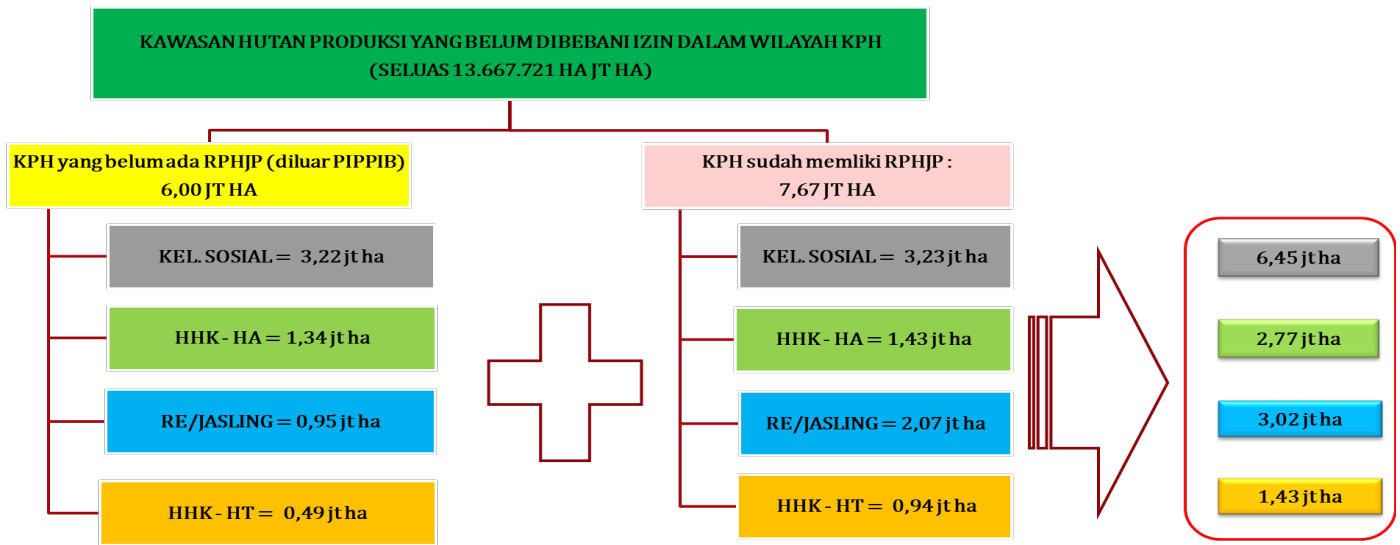 KAWASAN HUTAN PRODUKSI YANG BELUM DIBEBANI IZIN DALAM WILAYAH KPH
(SELUAS 13.667.721 HA JT HA)
KPH yang belum ada RPHJP (diluar PIPPIB)
6,00 JT HA
KEL. SOSIAL = 3,22 jt ha
HHK - HA = 1,34 jt ha
RE/JASLING = 0,95 jt ha
HHK - HT = 0,49 jt ha
KPH sudah memliki RPHJP :
7,67 JT HA
KEL. SOSIAL = 3,23 jt ha
HHK - HA = 1,43 jt ha
RE/JASLING = 2,07 jt ha
HHK - HT = 0,94 jt ha
6,45 jt ha
2,77 jt ha
3,02 jt ha
1,43 jt ha